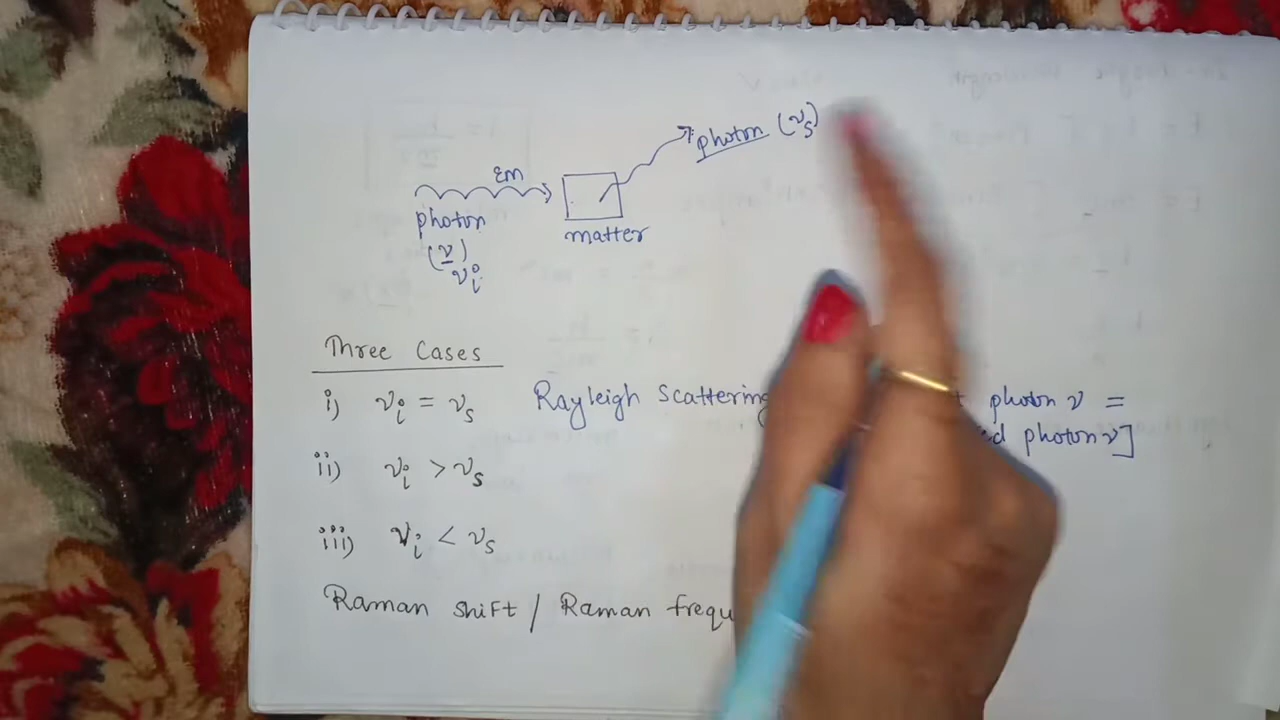 photon (νs)
EM
photon
matter
(ν)
νi
Three Cases
i) νi = νs Rayleigh Scattering photon ν =
photon ν]
ii) νi > νs
iii) νi < νs
Raman Shift / Raman